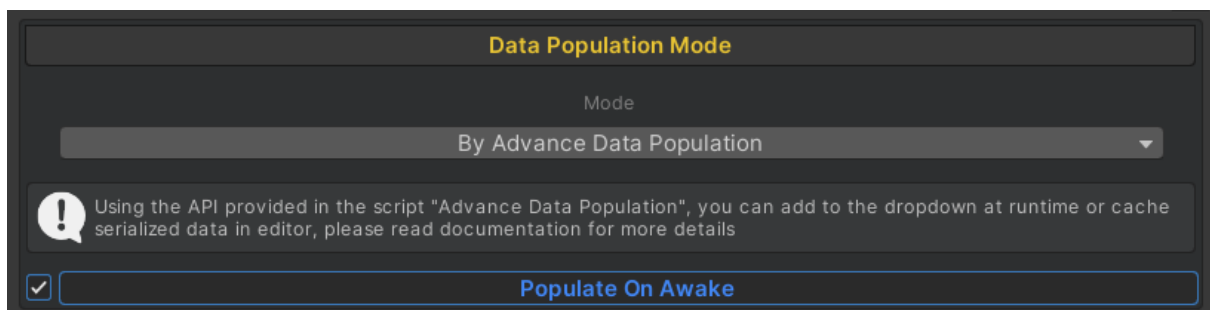 Data Population Mode
Mode
By Advance Data Population
Using the API provided in the script "Advance Data Population", you can add to the dropdown at runtime or cache
serialized data in editor, please read documentation for more details
Populate On Awake